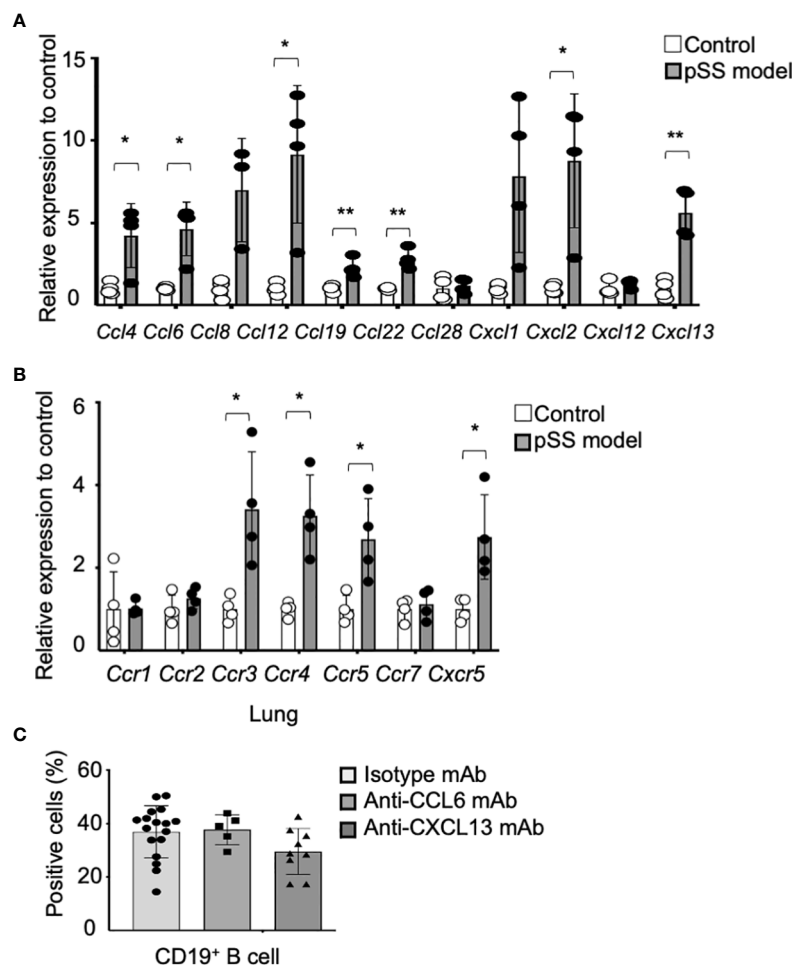 A
Relative expression to control
15
10
5
0
* * * ** ** * **
Control
pSS model
Ccl4 Ccl6 Ccl8 Ccl12 Ccl19 Ccl22 Ccl28 Cxcl1 Cxcl2 Cxcl12 Cxcl13
B
Relative expression to control
6
4
2
0
* * * *
Control
pSS model
Ccr1 Ccr2 Ccr3 Ccr4 Ccr5 Ccr7 Cxcr5
Lung
C
Positive cells (%)
60
40
20
0
Isotype mAb
Anti-CCL6 mAb
Anti-CXCL13 mAb
CD19⁺ B cell